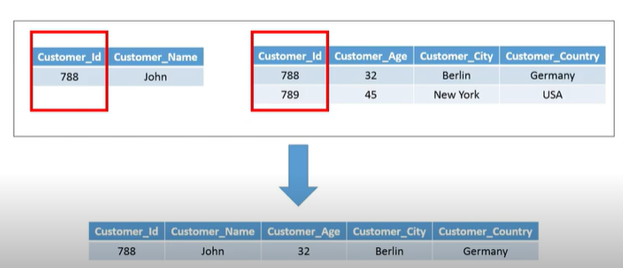 Customer_Id Customer_Name
788 John
Customer_Id Customer_Age Customer_City Customer_Country
788 32 Berlin Germany
789 45 New York USA
Customer_Id Customer_Name Customer_Age Customer_City Customer_Country
788 John 32 Berlin Germany